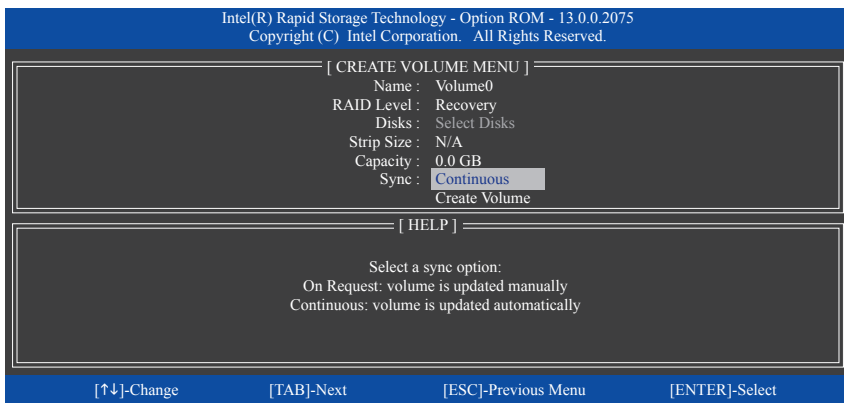 Intel(R) Rapid Storage Technology - Option ROM - 13.0.0.2075
Copyright (C) Intel Corporation. All Rights Reserved.
[ CREATE VOLUME MENU ]
Name : Volume0
RAID Level : Recovery
Disks : Select Disks
Strip Size : N/A
Capacity : 0.0 GB
Sync : Continuous
Create Volume
[ HELP ]
Select a sync option:
On Request: volume is updated manually
Continuous: volume is updated automatically
[↑↓]-Change [TAB]-Next [ESC]-Previous Menu [ENTER]-Select